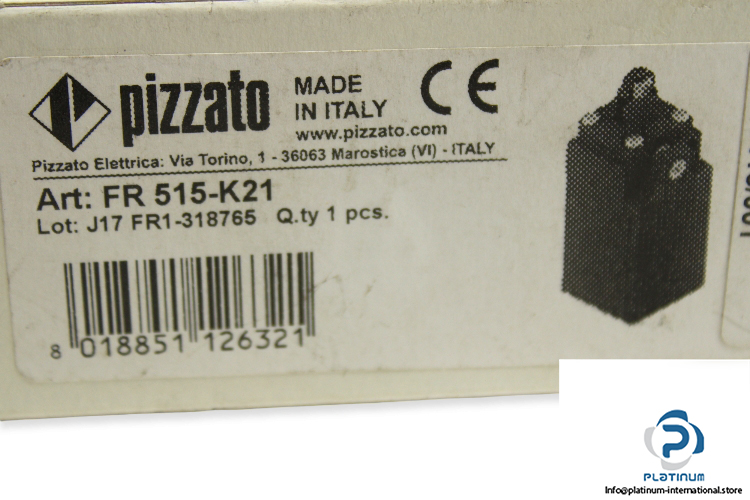 pizzato
MADE
IN ITALY
CE
www.pizzato.com
Pizzato Elettrica: Via Torino, 1 - 36063 Marostica (VI) - ITALY
Art: FR 515-K21
Lot: J17 FR1-318765 Q.ty 1 pcs.
8 018851 126321
PLATINUM
Info@platinum-international.store